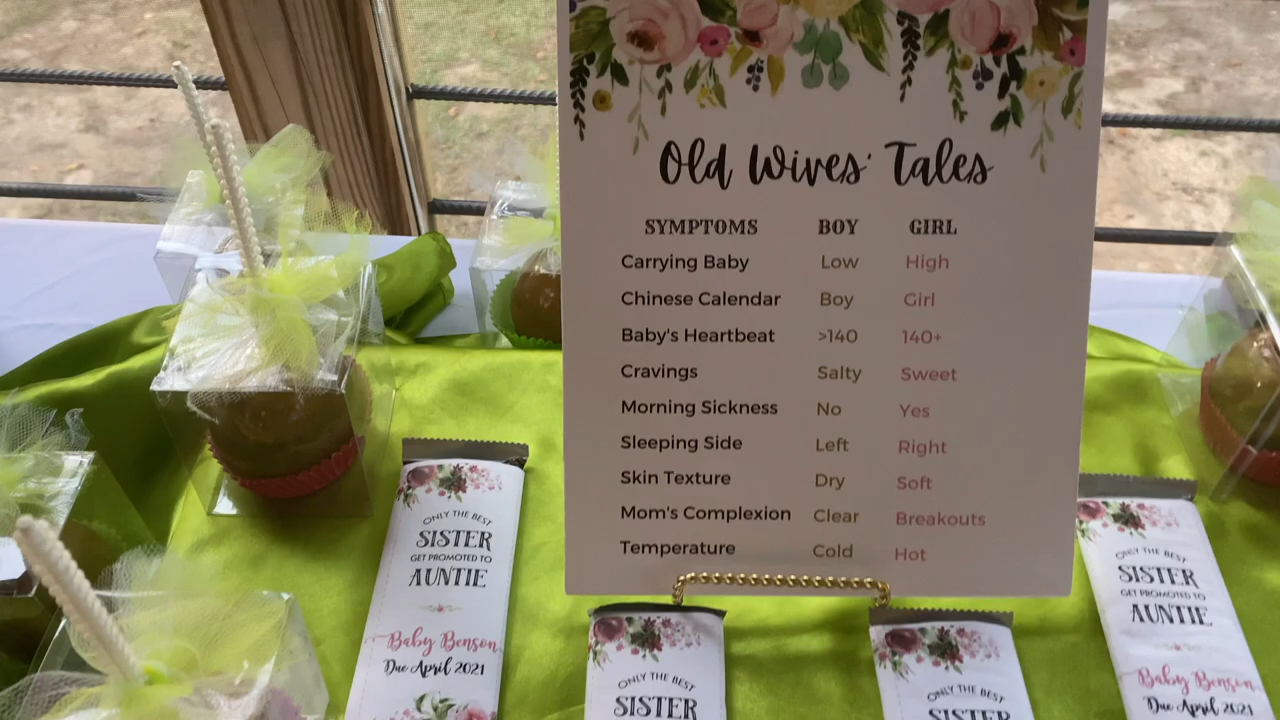 Old Wives' Tales
SYMPTOMS BOY GIRL
Carrying Baby Low High
Chinese Calendar Boy Girl
Baby's Heartbeat >140 140+
Cravings Salty Sweet
Morning Sickness No Yes
Sleeping Side Left Right
Skin Texture Dry Soft
Mom's Complexion Clear Breakouts
Temperature Cold Hot
ONLY THE BEST
SISTER
GET PROMOTED TO
AUNTIE
Baby Benson
Due April 2021
ONLY THE BEST
SISTER
ONLY THE BEST
SISTER
ONLY THE BEST
SISTER
GET PROMOTED TO
AUNTIE
Baby Benson
Due April 2021